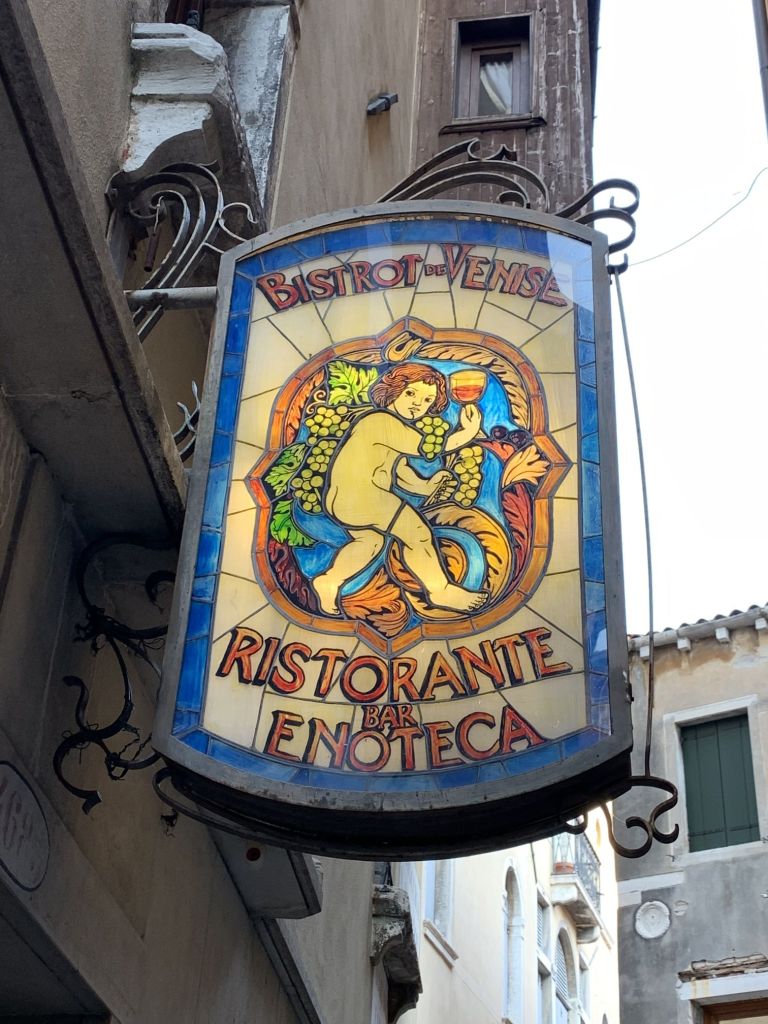 BISTROT DE VENISE
RISTORANTE
BAR
ENOTECA